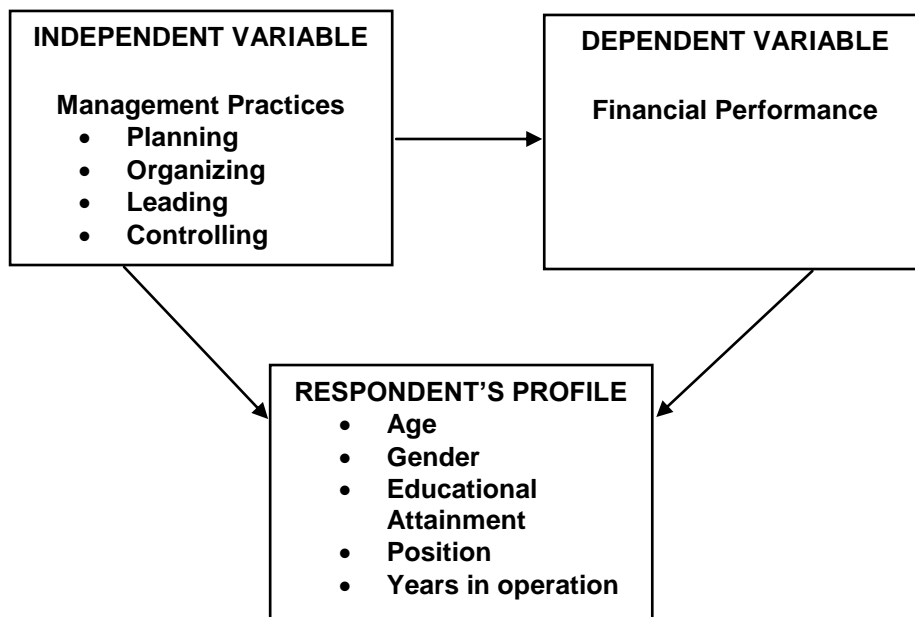 INDEPENDENT VARIABLE
Management Practices
• Planning
• Organizing
• Leading
• Controlling
DEPENDENT VARIABLE
Financial Performance
RESPONDENT’S PROFILE
• Age
• Gender
• Educational
Attainment
• Position
• Years in operation